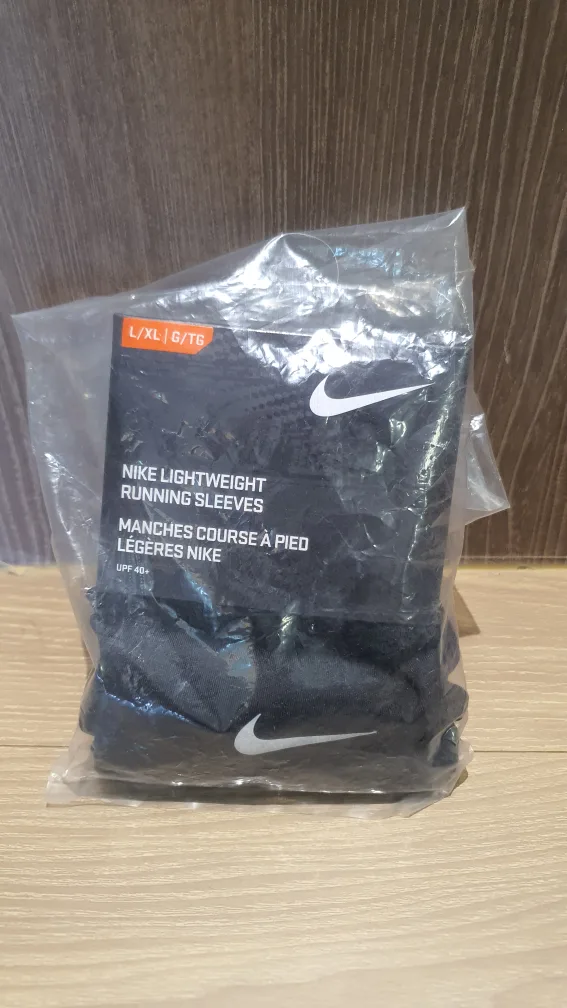 L/XL | G/TG
NIKE LIGHTWEIGHT
RUNNING SLEEVES
MANCHES COURSE À PIED
LÉGÈRES NIKE
UPF 40+